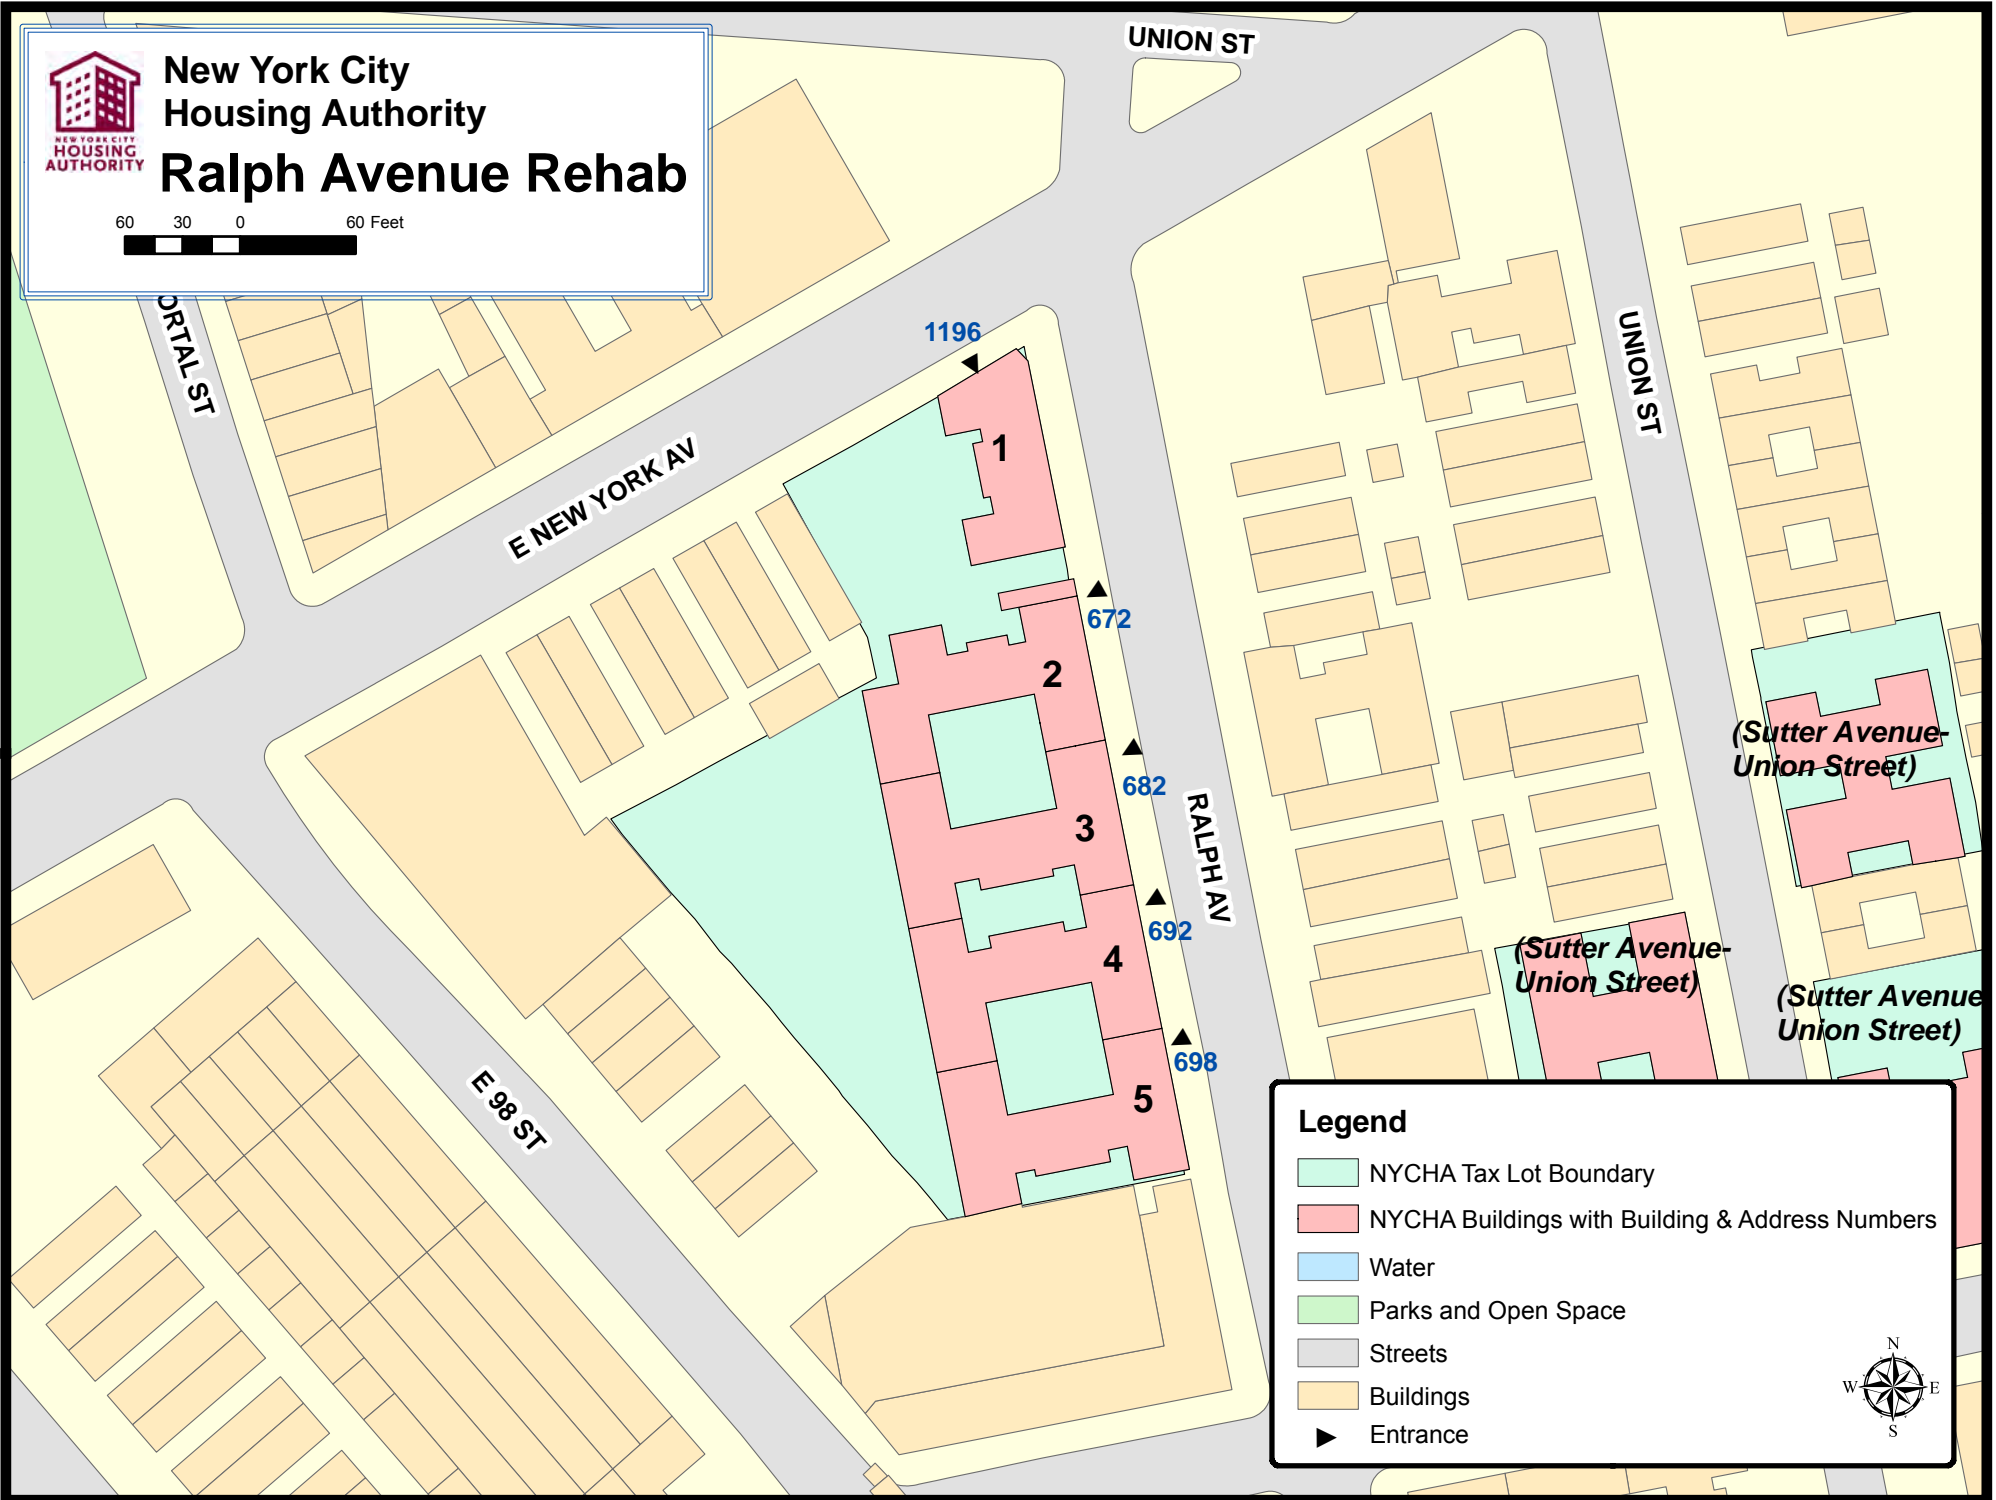 New York City
Housing Authority
Ralph Avenue Rehab
NEW YORK CITY
HOUSING
AUTHORITY
60 30 0 60 Feet
UNION ST
ORTAL ST
E NEW YORK AV
UNION ST
RALPH AV
E 98 ST
1196
1
672
2
682
3
692
4
698
5
(Sutter Avenue-
Union Street)
(Sutter Avenue-
Union Street)
(Sutter Avenue
Union Street)
Legend
NYCHA Tax Lot Boundary
NYCHA Buildings with Building & Address Numbers
Water
Parks and Open Space
Streets
Buildings
Entrance
N
W E
S